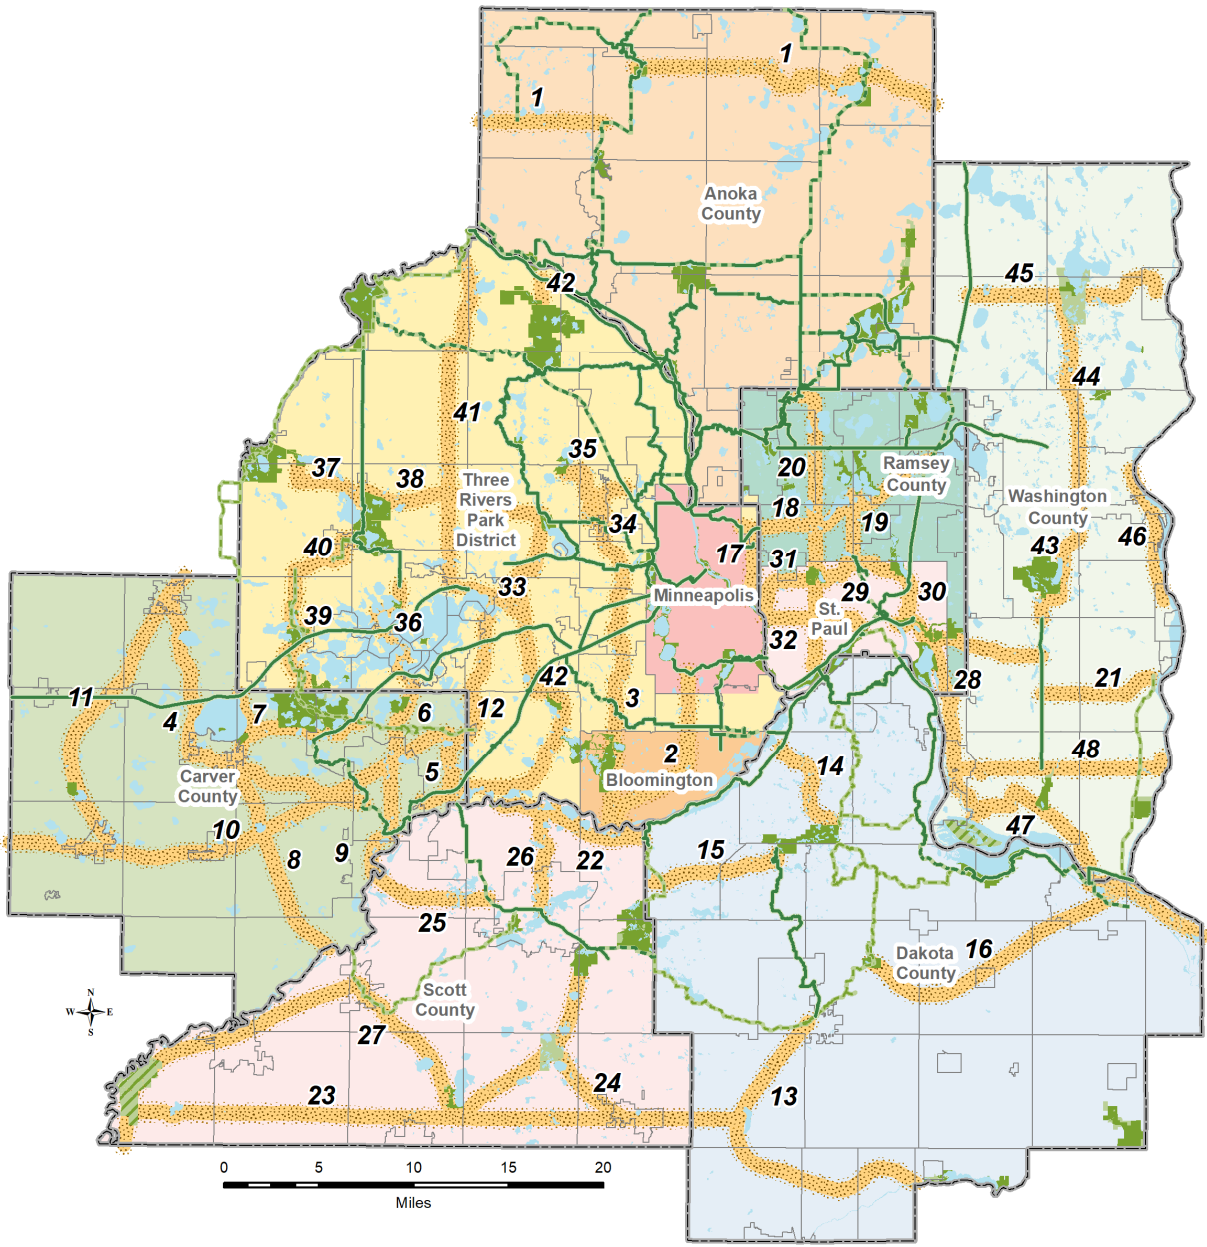 1
1
Anoka
County
42
45
44
41
35
37
38
Three
Rivers
Park
District
20
Ramsey
County
Washington
County
18
19
34
46
40
17
31
43
33
Minneapolis
29
30
39
36
St.
Paul
32
42
28
21
11
4
7
6
12
3
2
48
Carver
County
5
Bloomington
14
10
47
8
9
26
22
15
25
Dakota
County
16
Scott
County
N
W
E
S
27
23
24
13
0 5 10 15 20
Miles